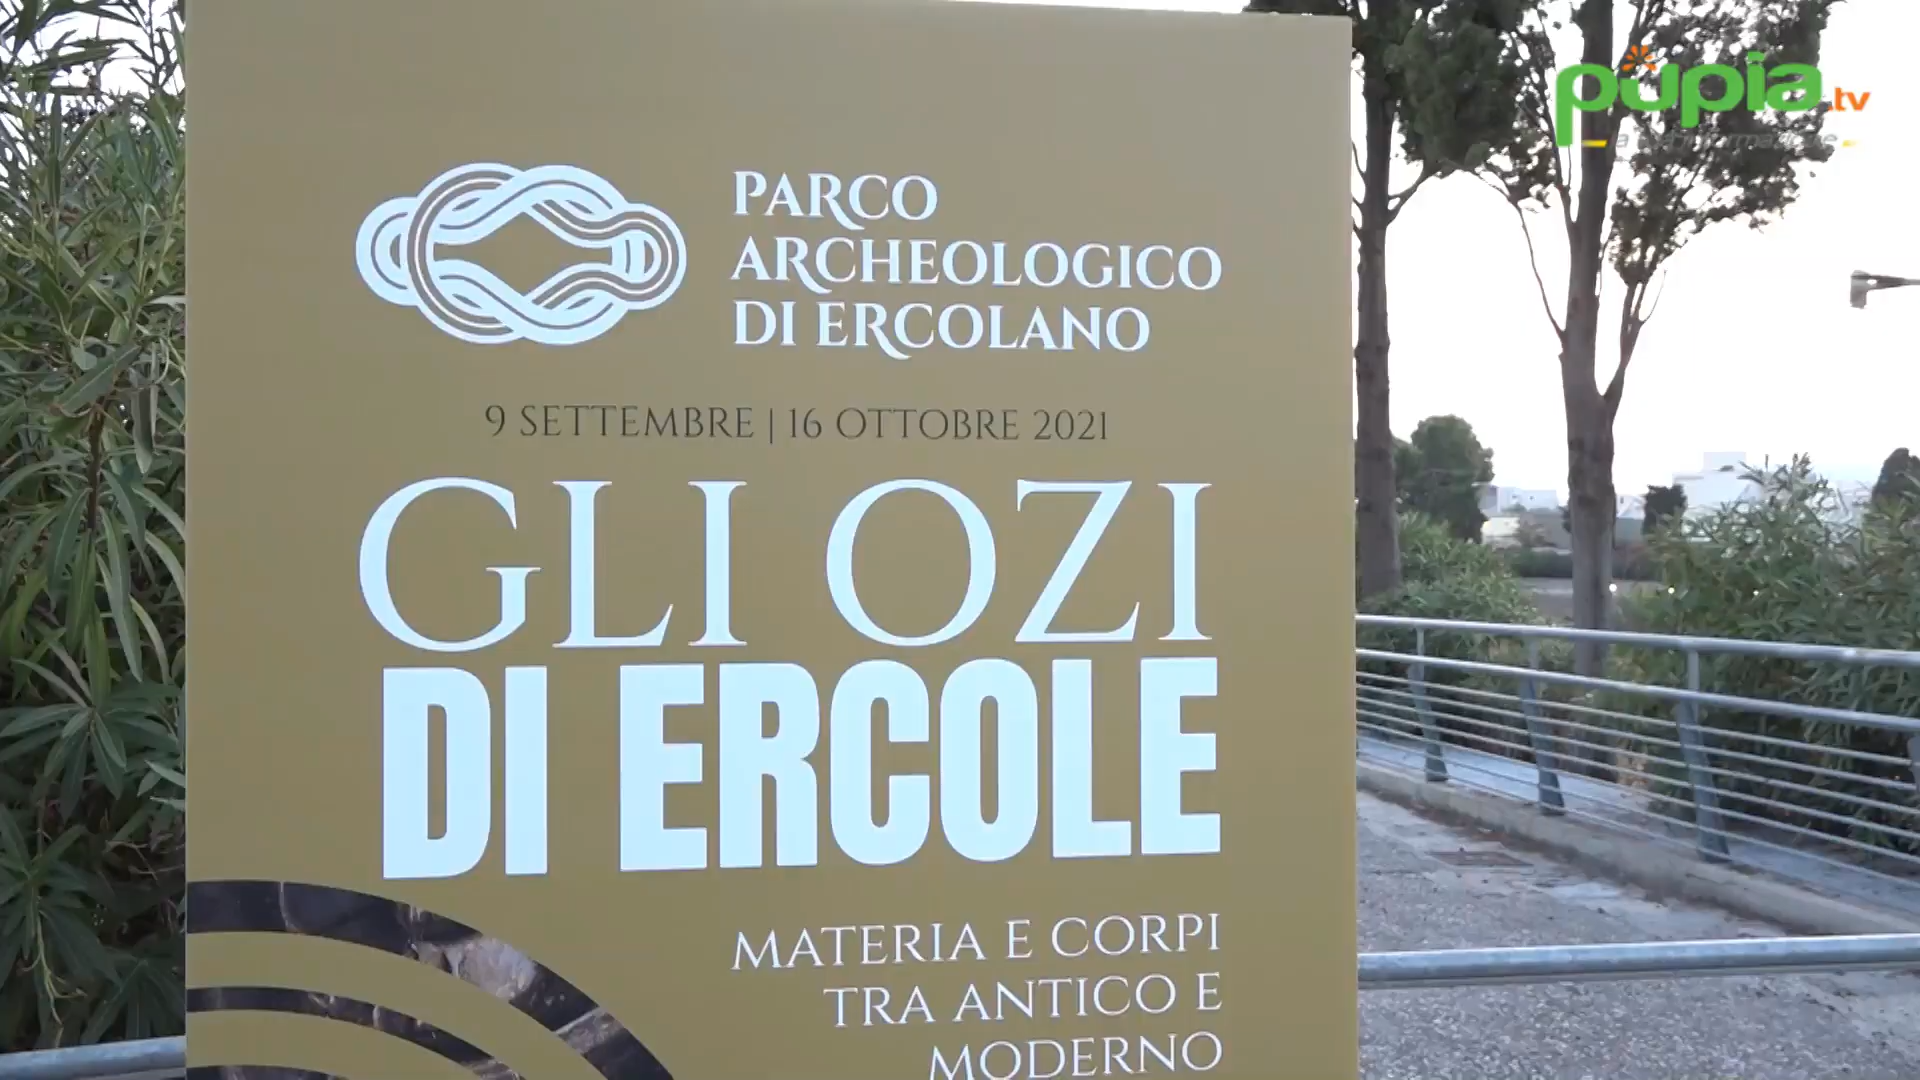 pupia.tv
PARCO
ARCHEOLOGICO
DI ERCOLANO
9 SETTEMBRE | 16 OTTOBRE 2021
GLI OZI
DI ERCOLE
MATERIA E CORPI
TRA ANTICO E
MODERNO